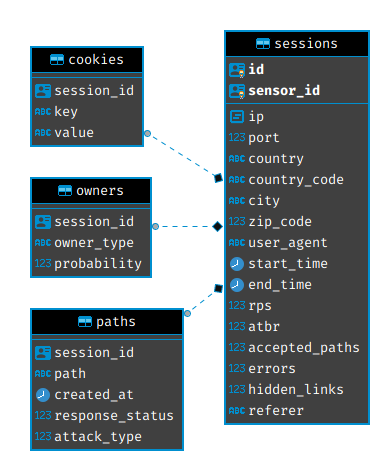 cookies
session_id
ABC key
ABC value
owners
session_id
ABC owner_type
123 probability
paths
session_id
ABC path
created_at
123 response_status
123 attack_type
sessions
id
sensor_id
ip
123 port
ABC country
ABC country_code
ABC city
123 zip_code
ABC user_agent
start_time
end_time
123 rps
123 atbr
123 accepted_paths
123 errors
123 hidden_links
ABC referer